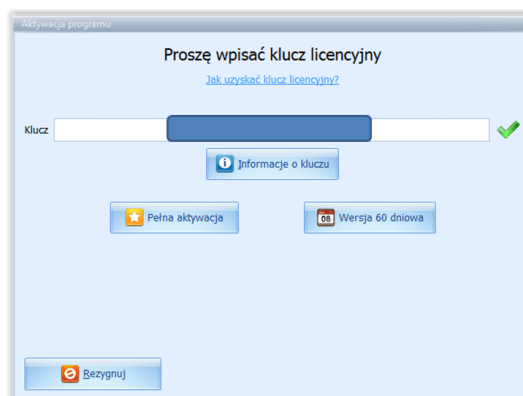 Aktywacja programu
Proszę wpisać klucz licencyjny
Jak uzyskać klucz licencyjny?
Klucz
Informacje o kluczu
Pełna aktywacja
08 Wersja 60 dniowa
Rezygnuj